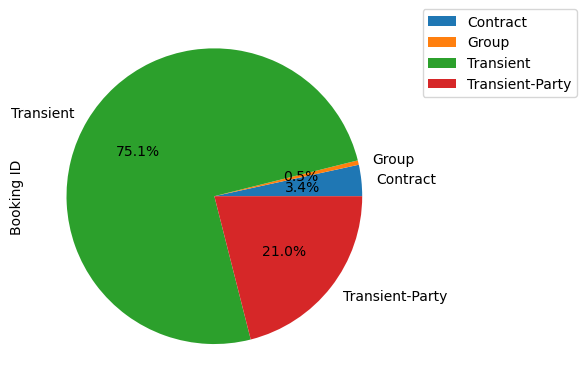 Contract
Group
Transient
Transient-Party
Transient
75.1%
Group
0.5%
Contract
3.4%
Booking ID
21.0%
Transient-Party